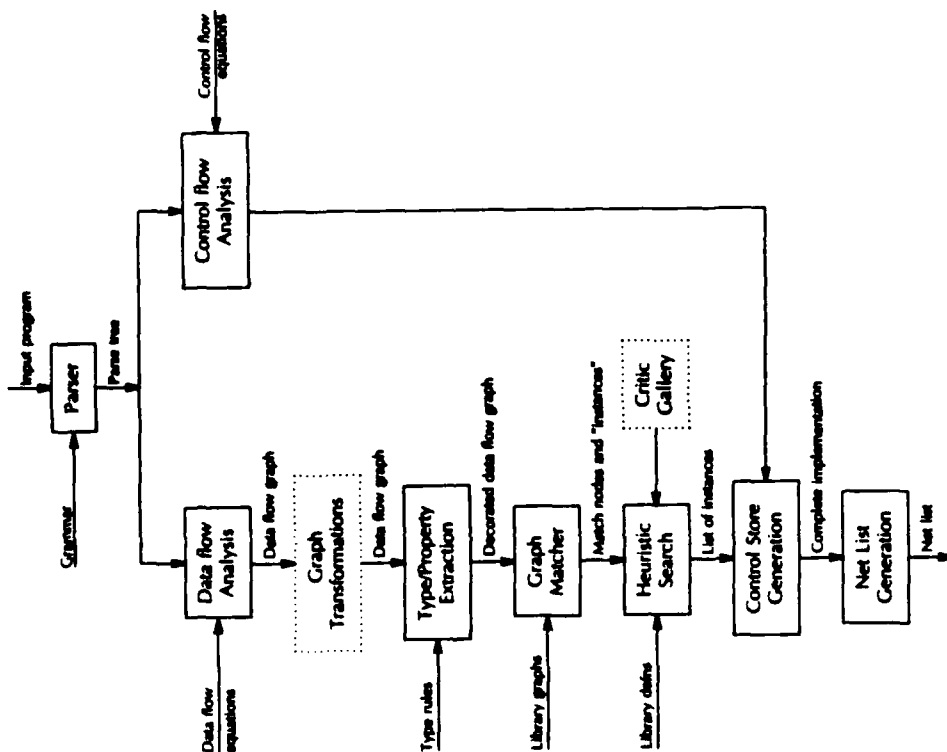 Input program
Grammar
Parser
Parse tree
Data flow
equations
Data flow
Analysis
Control flow
Analysis
Control flow
equations
Data flow graph
Graph
Transformations
Data flow graph
Type rules
Type/Property
Extraction
Decorated data flow graph
Library graphs
Graph
Matcher
Match nodes and "instances"
Library defns
Heuristic
Search
Critic
Gallery
List of instances
Control Store
Generation
Complete implementation
Net List
Generation
Net list